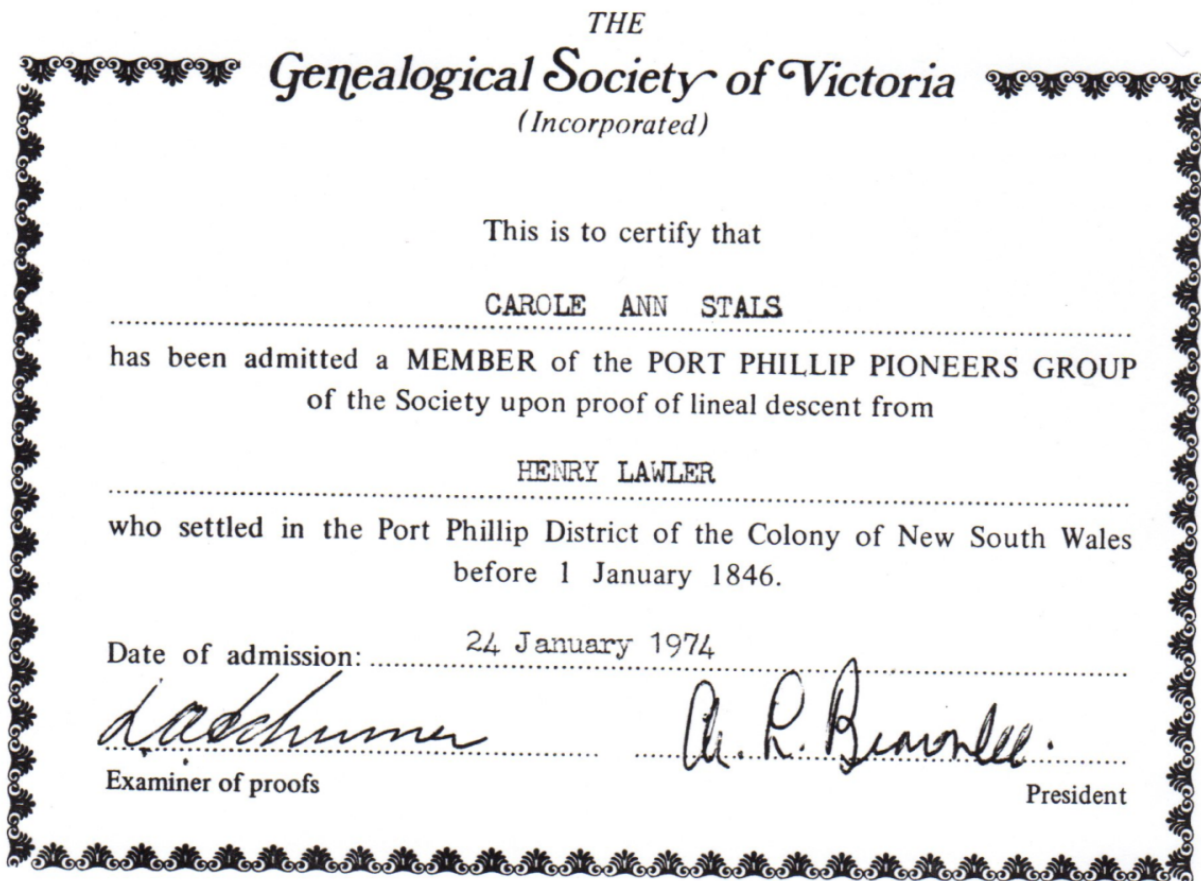 THE
Genealogical Society of Victoria
(Incorporated)
This is to certify that
CAROLE ANN STALS
has been admitted a MEMBER of the PORT PHILLIP PIONEERS GROUP
of the Society upon proof of lineal descent from
HENRY LAWLER
who settled in the Port Phillip District of the Colony of New South Wales
before 1 January 1846.
Date of admission: 24 January 1974
Examiner of proofs
President